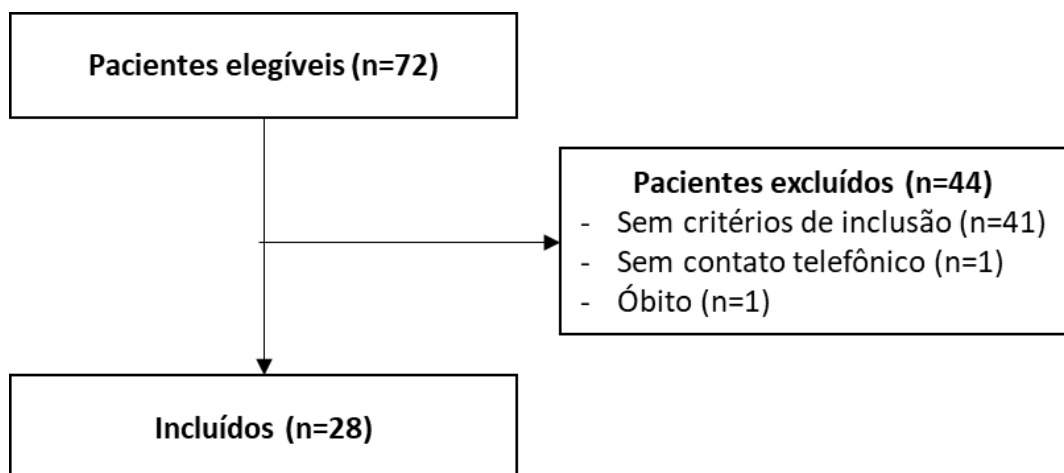 Pacientes elegíveis (n=72)
Pacientes excluídos (n=44)
- Sem critérios de inclusão (n=41)
- Sem contato telefônico (n=1)
- Óbito (n=1)
Incluídos (n=28)